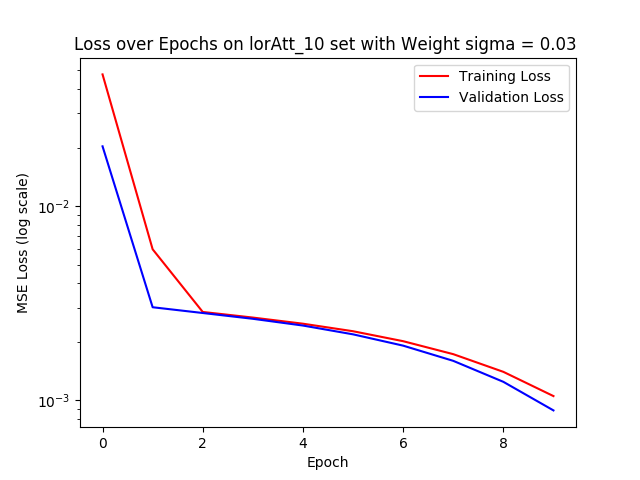 Loss over Epochs on lorAtt_10 set with Weight sigma = 0.03
Training Loss
Validation Loss
MSE Loss (log scale)
10⁻²
10⁻³
0 2 4 6 8
Epoch